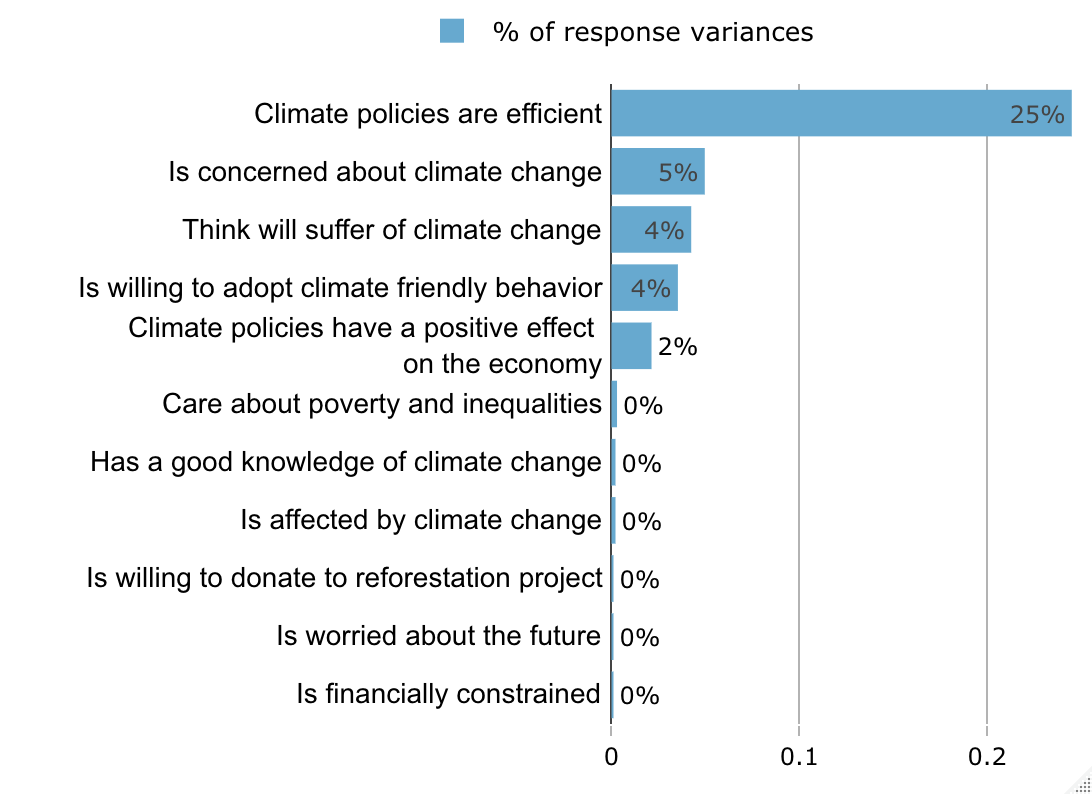 % of response variances
Climate policies are efficient 25%
Is concerned about climate change 5%
Think will suffer of climate change 4%
Is willing to adopt climate friendly behavior 4%
Climate policies have a positive effect
on the economy 2%
Care about poverty and inequalities 0%
Has a good knowledge of climate change 0%
Is affected by climate change 0%
Is willing to donate to reforestation project 0%
Is worried about the future 0%
Is financially constrained 0%
0 0.1 0.2